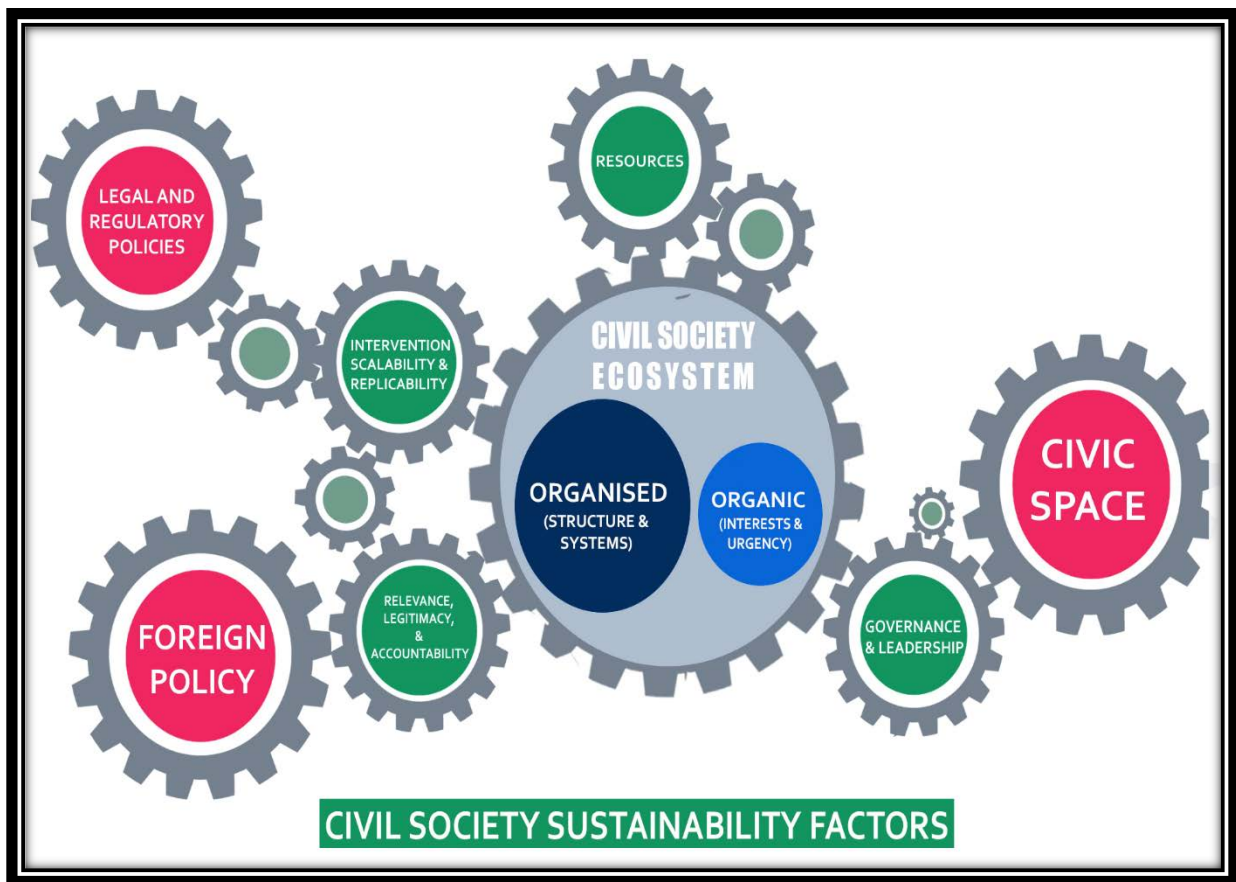 LEGAL AND
REGULATORY
POLICIES
RESOURCES
INTERVENTION
SCALABILITY &
REPLICABILITY
CIVIL SOCIETY
ECOSYSTEM
ORGANISED
(STRUCTURE &
SYSTEMS)
ORGANIC
(INTERESTS &
URGENCY)
CIVIC
SPACE
FOREIGN
POLICY
RELEVANCE,
LEGITIMACY,
&
ACCOUNTABILITY
GOVERNANCE
& LEADERSHIP
CIVIL SOCIETY SUSTAINABILITY FACTORS